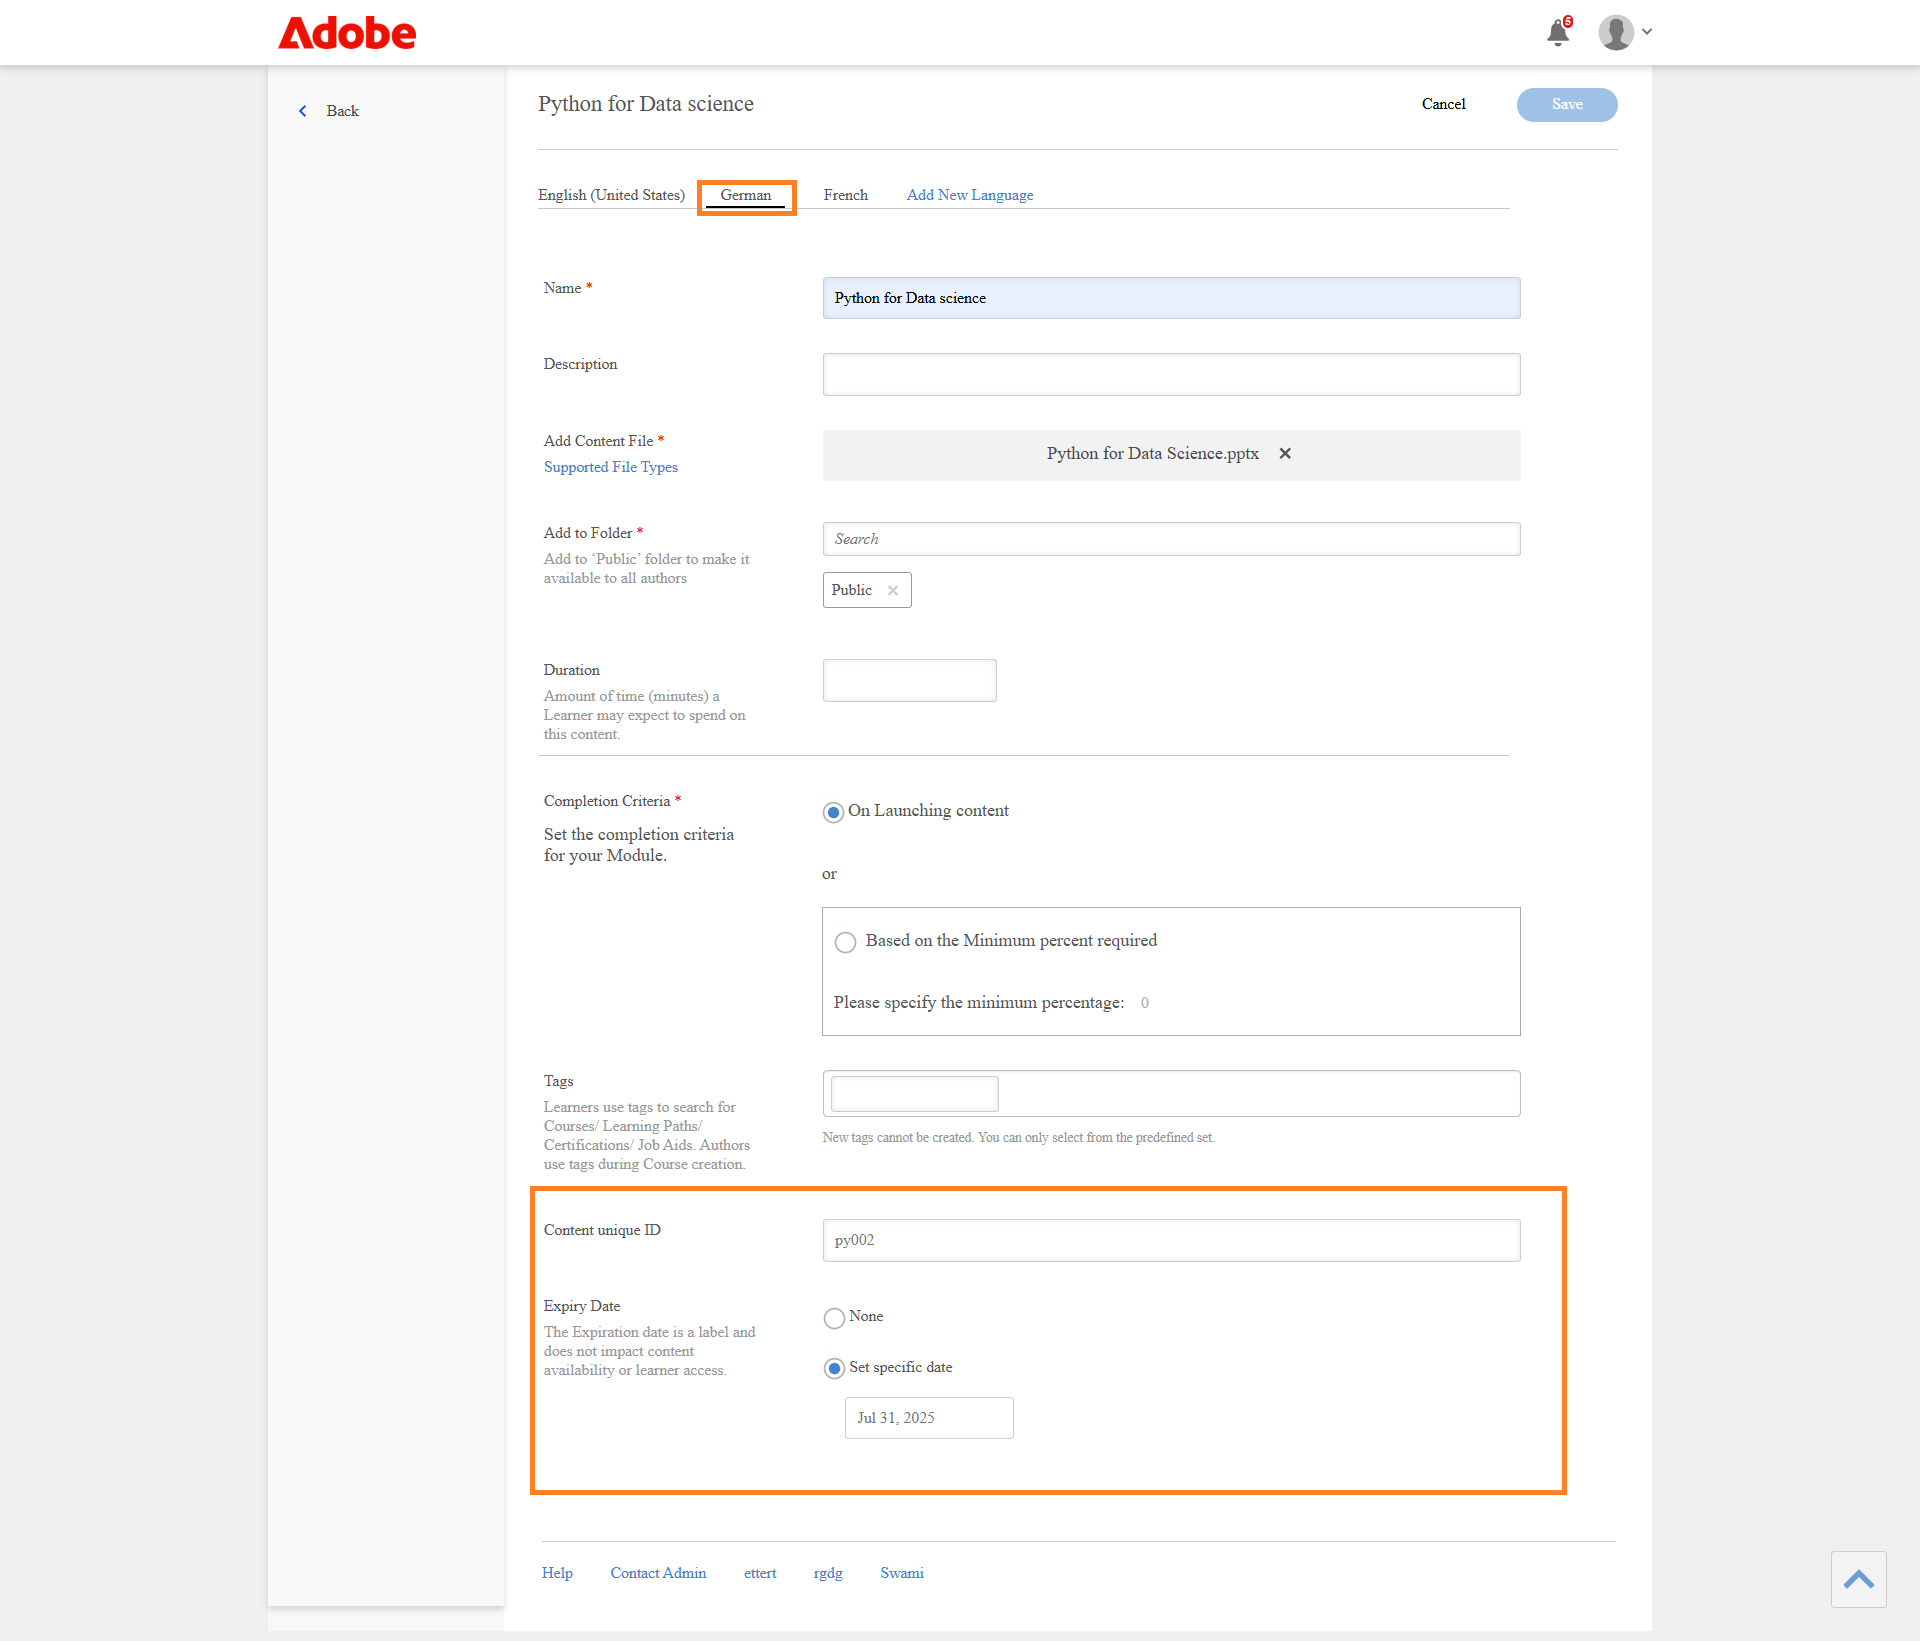 Adobe
5
Back
Python for Data science
Cancel
Save
English (United States)
German
French
Add New Language
Name *
Python for Data science
Description
Add Content File *
Supported File Types
Python for Data Science.pptx
Add to Folder *
Add to ‘Public’ folder to make it
available to all authors
Search
Public
Duration
Amount of time (minutes) a
Learner may expect to spend on
this content.
Completion Criteria *
Set the completion criteria
for your Module.
On Launching content
or
Based on the Minimum percent required
Please specify the minimum percentage: 0
Tags
Learners use tags to search for
Courses/ Learning Paths/
Certifications/ Job Aids. Authors
use tags during Course creation.
New tags cannot be created. You can only select from the predefined set.
Content unique ID
py002
Expiry Date
The Expiration date is a label and
does not impact content
availability or learner access.
None
Set specific date
Jul 31, 2025
Help
Contact Admin
ettert
rgdg
Swami